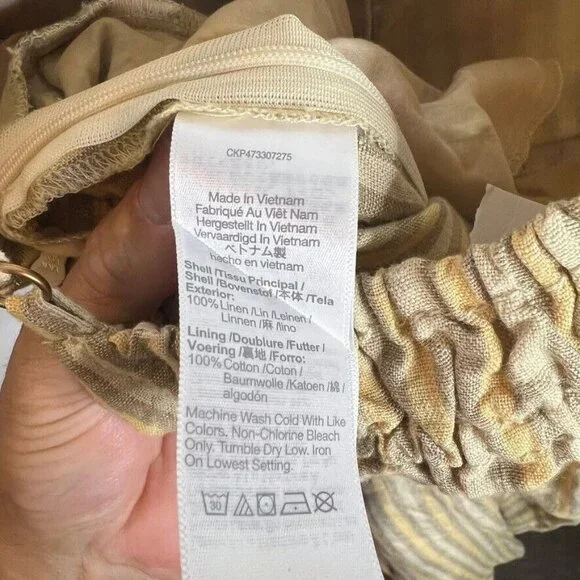 CKP473307275
Made In Vietnam
Fabriqué Au Viêt Nam
Hergestellt In Vietnam
Vervaardigd In Vietnam
ベトナム製
hecho en vietnam
Shell /Tissu Principal /
Shell /Bovenstof /本体 /Tela
Exterior:
100% Linen /Lin /Leinen /
Linnen /麻 /lino
Lining /Doublure /Futter /
Voering /裏地 /Forro:
100% Cotton /Coton /
Baumwolle /Katoen /綿 /
algodón
Machine Wash Cold With Like
Colors. Non-Chlorine Bleach
Only. Tumble Dry Low. Iron
On Lowest Setting.
30